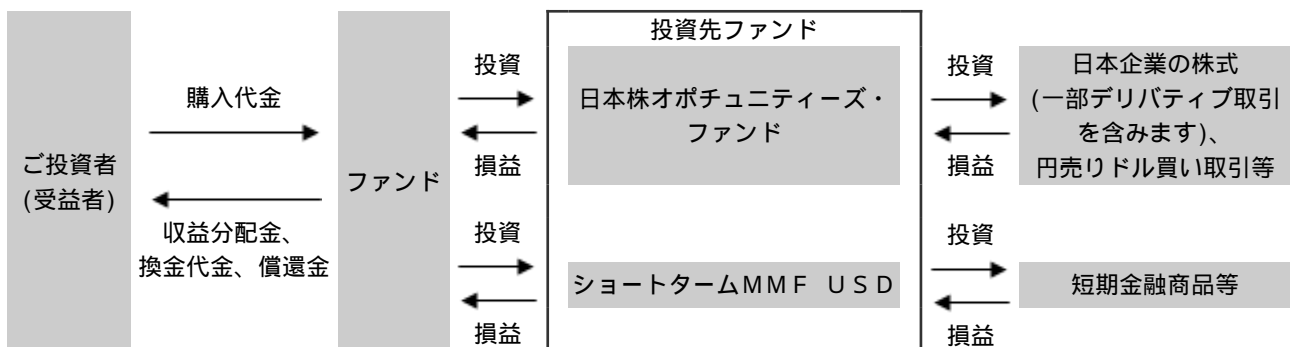 ご投資者
(受益者)
購入代金
収益分配金、
換金代金、償還金
ファンド
投資
損益
投資
損益
投資先ファンド
日本株オポチュニティーズ・
ファンド
ショートタームMMF USD
投資
損益
投資
損益
日本企業の株式
(一部デリバティブ取引
を含みます)、
円売りドル買い取引等
短期金融商品等